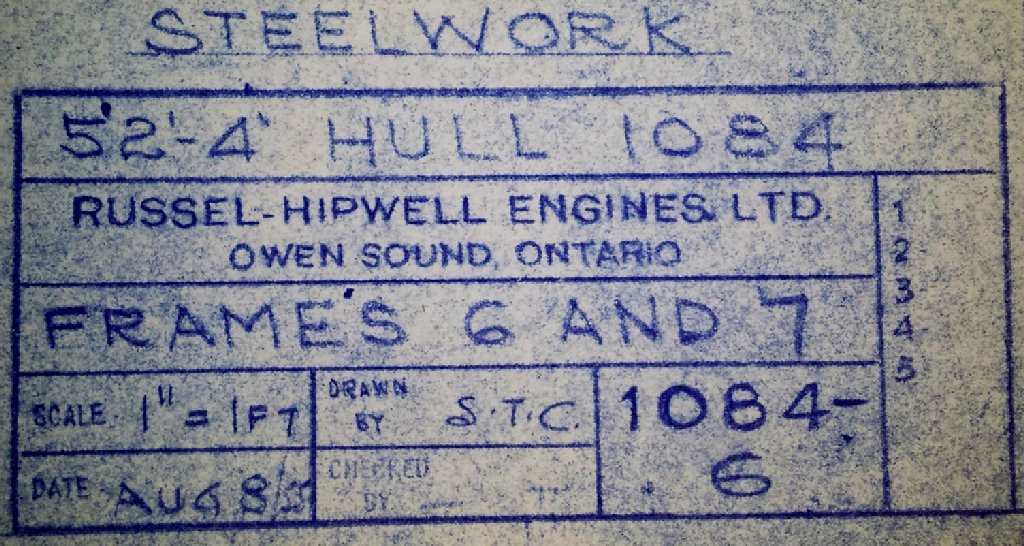 STEELWORK
52'-4" HULL 1084
RUSSEL-HIPWELL ENGINES LTD.
OWEN SOUND, ONTARIO
FRAMES 6 AND 7
SCALE 1" = 1FT
DRAWN BY S.T.C.
1084-6
DATE AUG 8/55
CHECKED BY
1
2
3
4
5